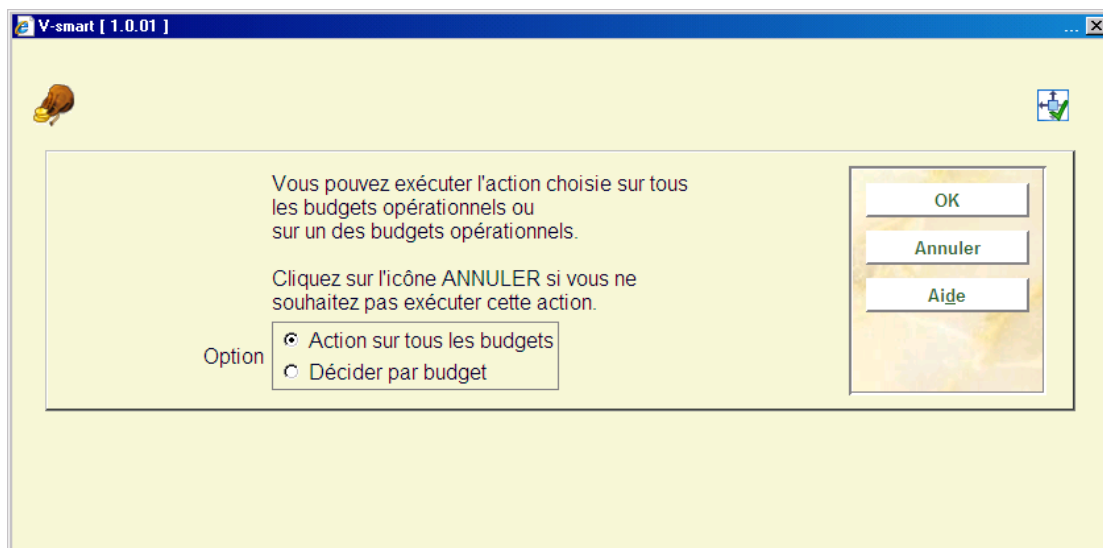 V-smart [ 1.0.01 ]
...
Vous pouvez exécuter l'action choisie sur tous
les budgets opérationnels ou
sur un des budgets opérationnels.
Cliquez sur l'icône ANNULER si vous ne
souhaitez pas exécuter cette action.
Option
Action sur tous les budgets
Décider par budget
OK
Annuler
Aide